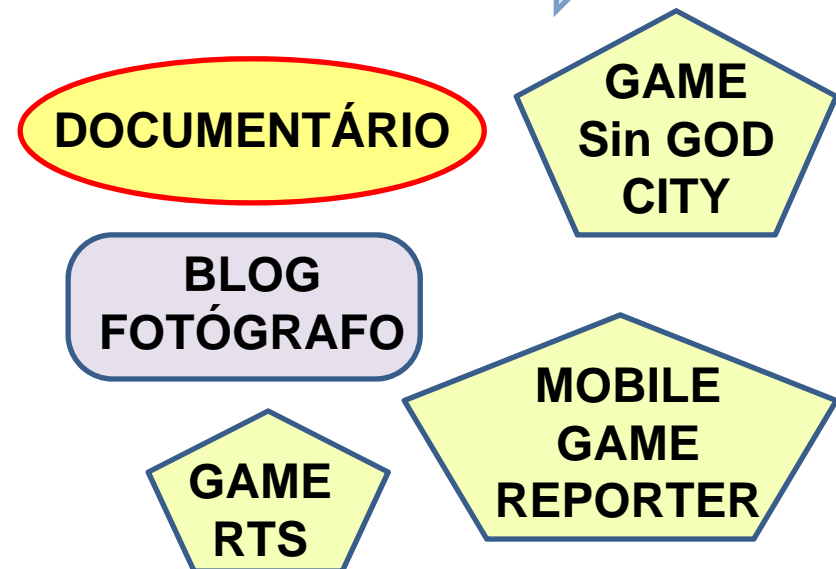 DOCUMENTÁRIO
GAME
Sin GOD
CITY
BLOG
FOTÓGRAFO
MOBILE
GAME
REPORTER
GAME
RTS